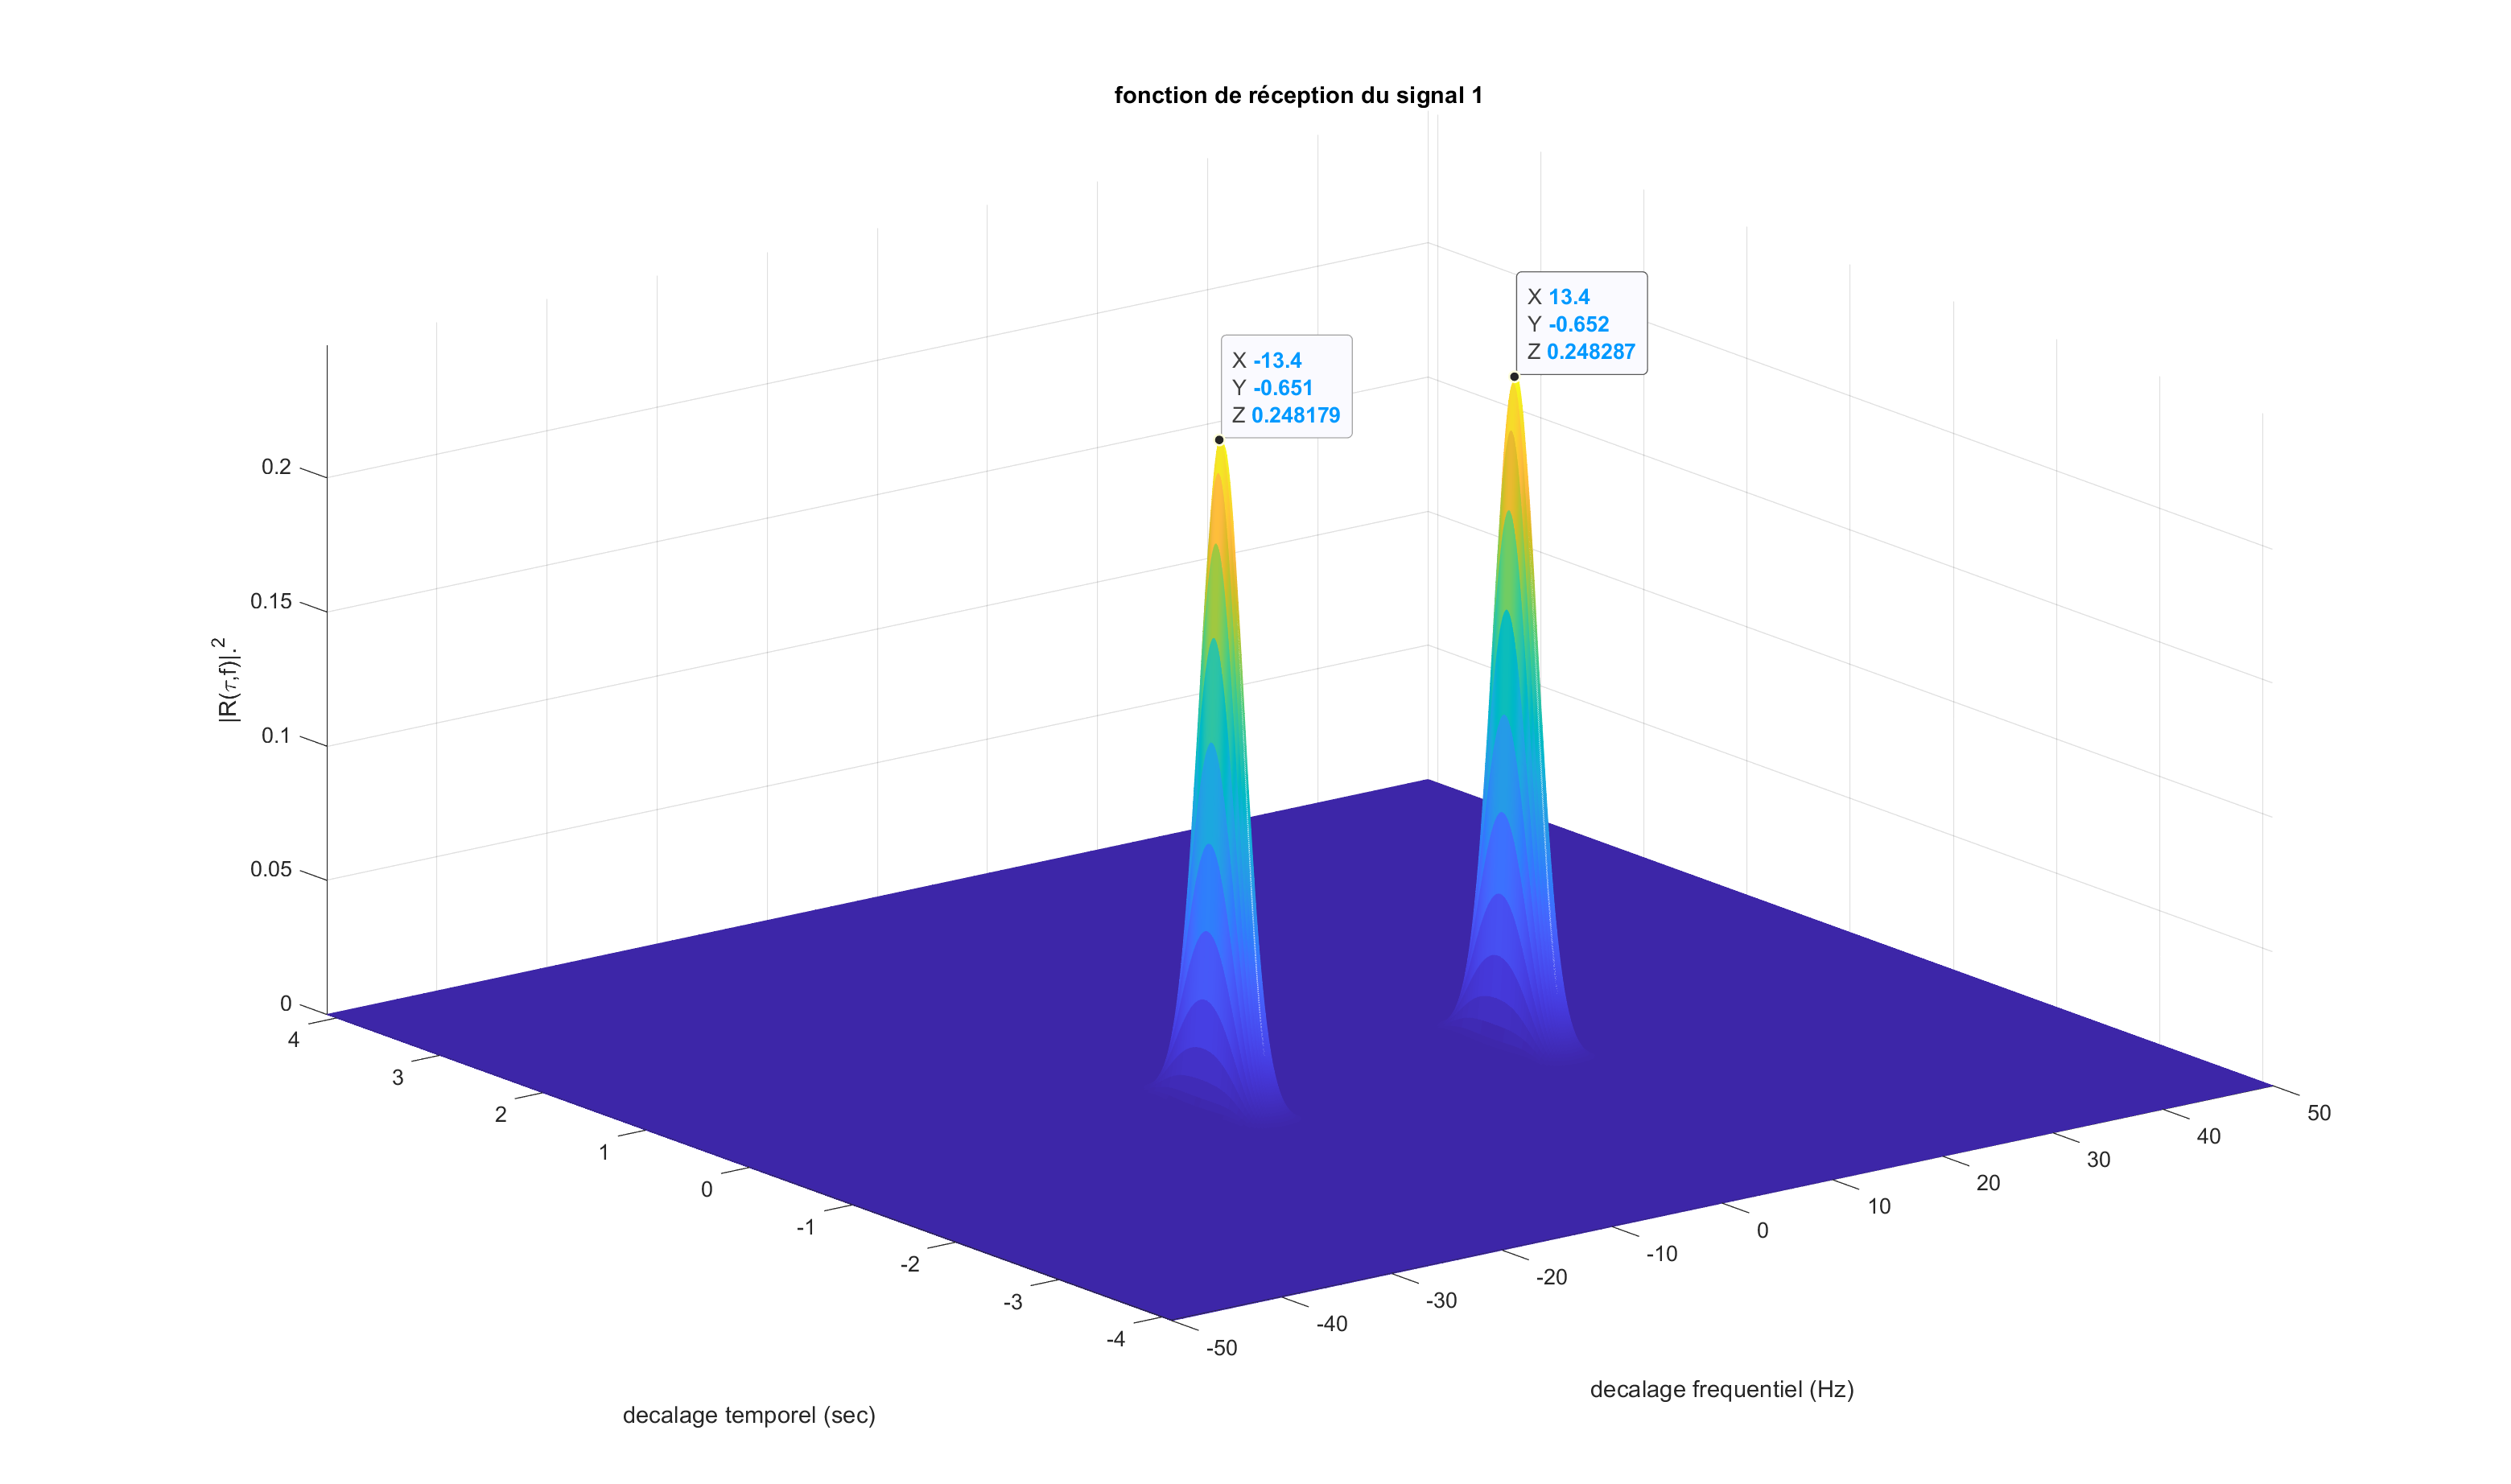 fonction de réception du signal 1
X 13.4
Y -0.652
Z 0.248287
X -13.4
Y -0.651
Z 0.248179
|R(τ,f)|.²
0.2
0.15
0.1
0.05
0
4
3
2
1
0
-1
-2
-3
-4
-50
-40
-30
-20
-10
0
10
20
30
40
50
decalage frequentiel (Hz)
decalage temporel (sec)